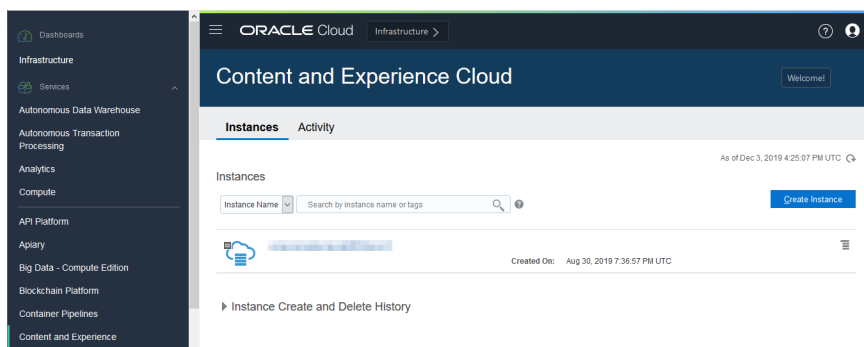 Dashboards
Infrastructure
Services
Autonomous Data Warehouse
Autonomous Transaction
Processing
Analytics
Compute
API Platform
Apiary
Big Data - Compute Edition
Blockchain Platform
Container Pipelines
Content and Experience
ORACLE Cloud
Infrastructure >
Content and Experience Cloud
Welcome!
Instances
Activity
As of Dec 3, 2019 4:25:07 PM UTC
Instances
Instance Name
Search by instance name or tags
Create Instance
Created On: Aug 30, 2019 7:36:57 PM UTC
Instance Create and Delete History